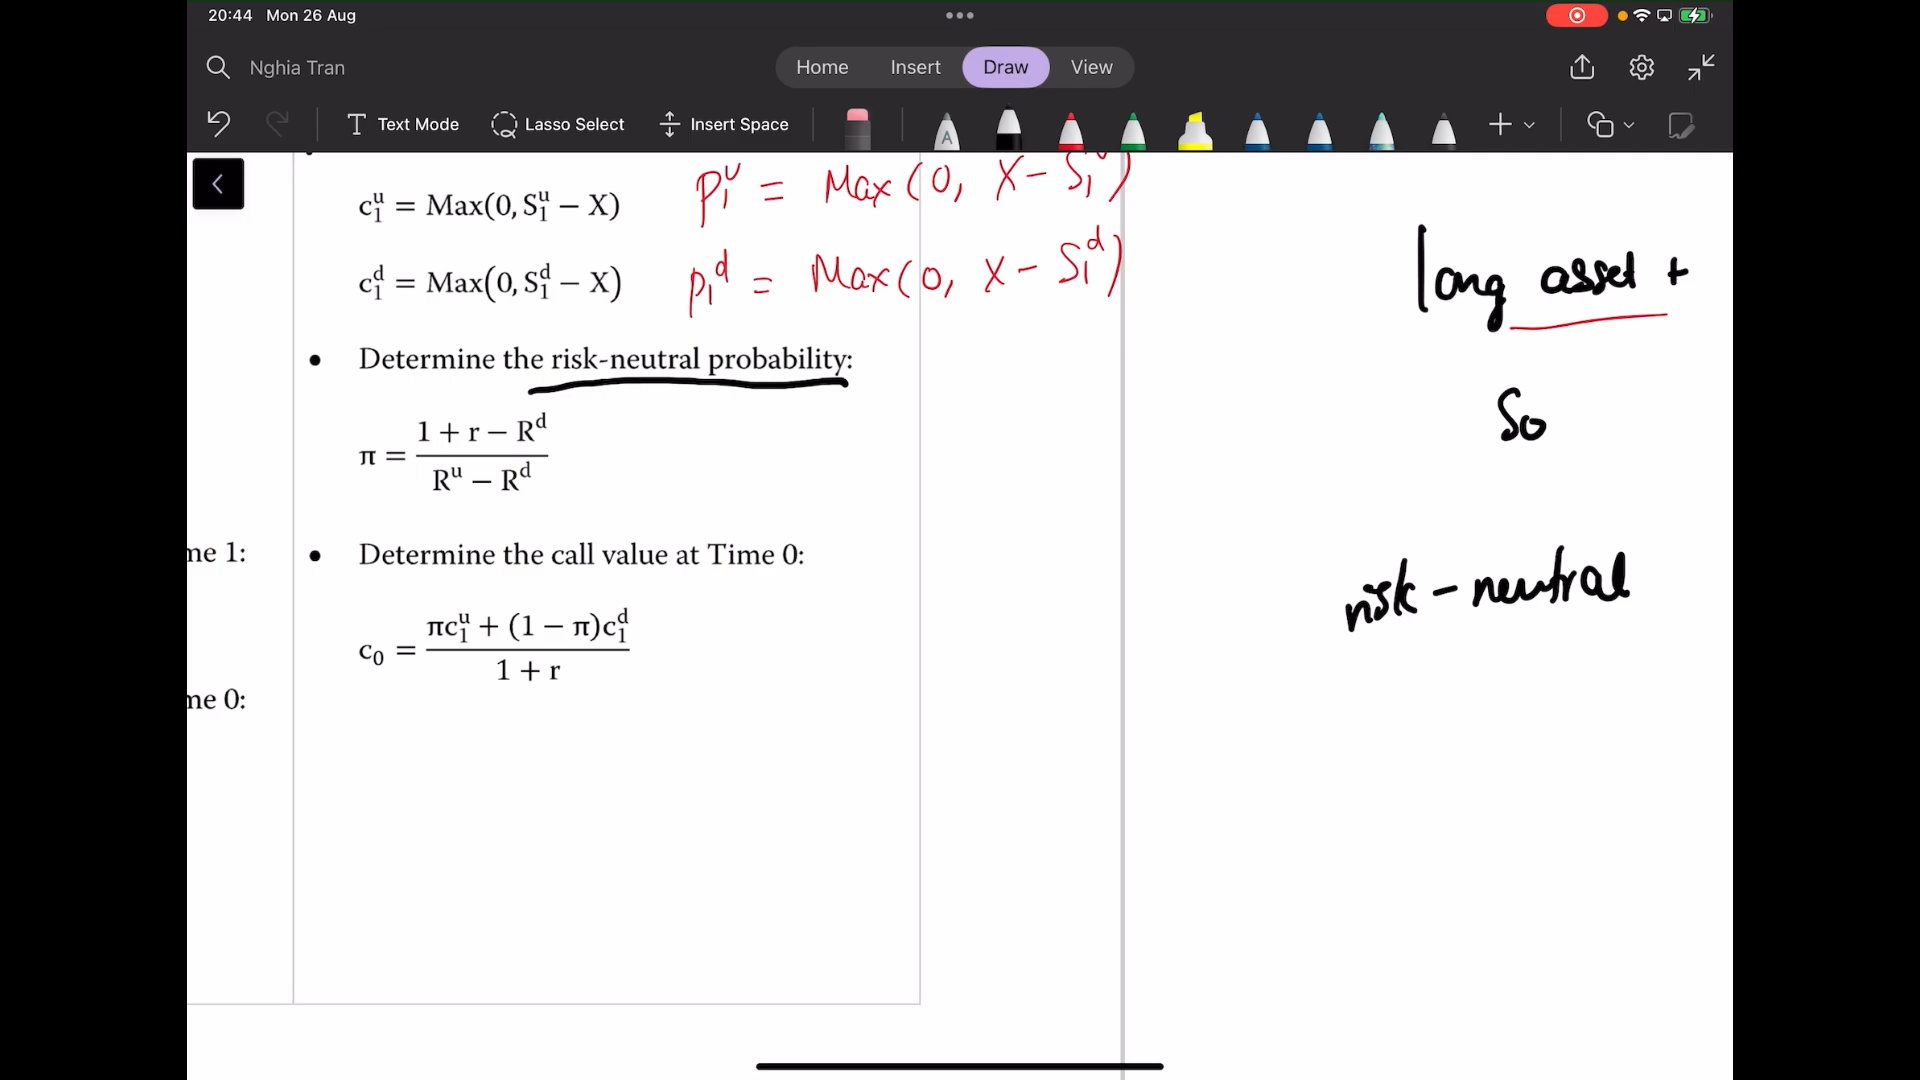 20:44 Mon 26 Aug
Nghia Tran
Home Insert Draw View
Text Mode Lasso Select Insert Space
A
c₁ᵘ = Max(0, S₁ᵘ − X) p₁ᵘ = Max(0, X − S₁ᵘ)
c₁ᵈ = Max(0, S₁ᵈ − X) p₁ᵈ = Max(0, X − S₁ᵈ)
long asset +
• Determine the risk-neutral probability:
π = (1 + r − Rᵈ) / (Rᵘ − Rᵈ)
S₀
me 1:
• Determine the call value at Time 0:
risk - neutral
c₀ = (πc₁ᵘ + (1 − π)c₁ᵈ) / (1 + r)
me 0: